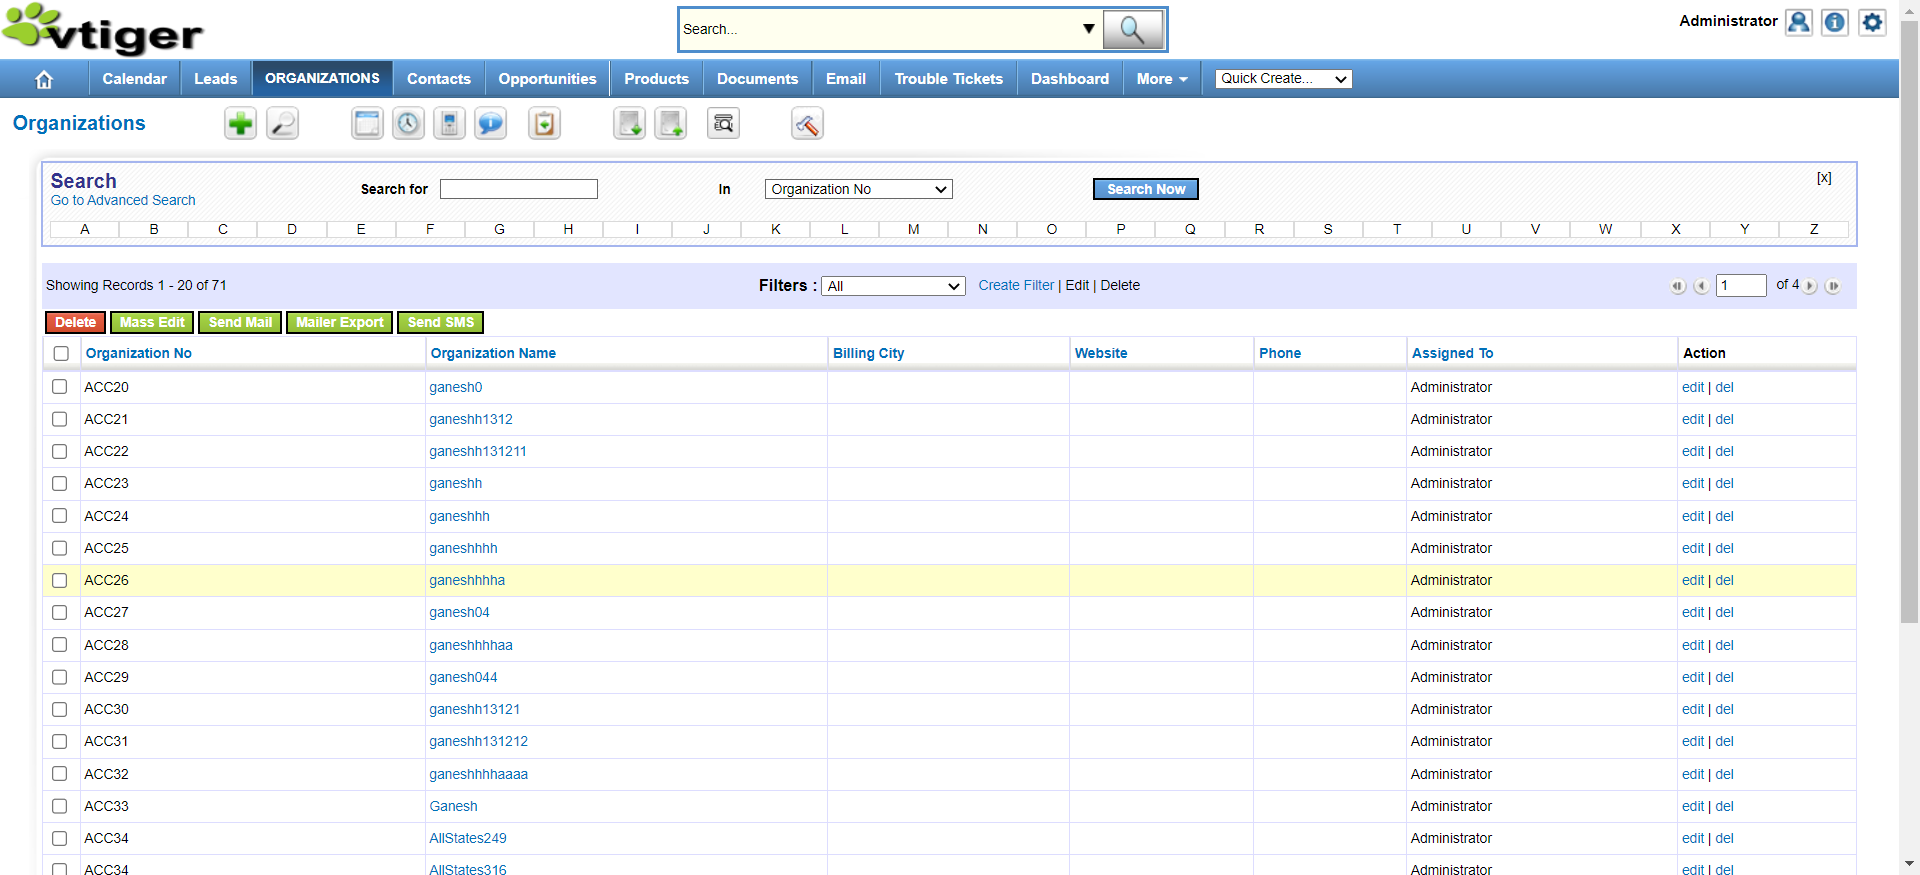 vtiger
Search...
Administrator
Calendar Leads ORGANIZATIONS Contacts Opportunities Products Documents Email Trouble Tickets Dashboard More Quick Create...
Organizations
Search
Go to Advanced Search
Search for In Organization No Search Now [x]
A B C D E F G H I J K L M N O P Q R S T U V W X Y Z
Showing Records 1 - 20 of 71 Filters : All Create Filter | Edit | Delete 1 of 4
Delete Mass Edit Send Mail Mailer Export Send SMS
Organization No Organization Name Billing City Website Phone Assigned To Action
ACC20 ganesh0 Administrator edit | del
ACC21 ganeshh1312 Administrator edit | del
ACC22 ganeshh131211 Administrator edit | del
ACC23 ganeshh Administrator edit | del
ACC24 ganeshhh Administrator edit | del
ACC25 ganeshhhh Administrator edit | del
ACC26 ganeshhhha Administrator edit | del
ACC27 ganesh04 Administrator edit | del
ACC28 ganeshhhhaa Administrator edit | del
ACC29 ganesh044 Administrator edit | del
ACC30 ganeshh13121 Administrator edit | del
ACC31 ganeshh131212 Administrator edit | del
ACC32 ganeshhhhaaaa Administrator edit | del
ACC33 Ganesh Administrator edit | del
ACC34 AllStates249 Administrator edit | del
ACC34 AllStates316 Administrator edit | del